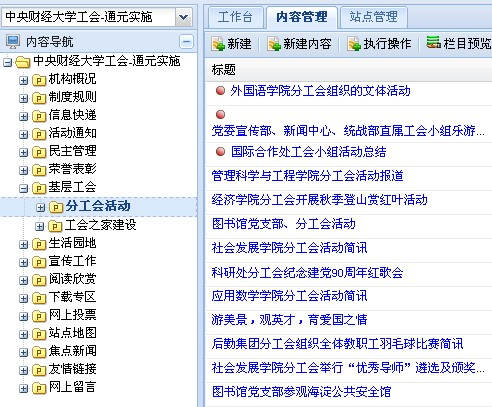 中央财经大学工会-通元实施
内容导航
中央财经大学工会-通元实施
机构概况
制度规则
信息快递
活动通知
民主管理
荣誉表彰
基层工会
分工会活动
工会之家建设
生活园地
宣传工作
阅读欣赏
下载专区
网上投票
站点地图
焦点新闻
友情链接
网上留言
工作台 内容管理 站点管理
新建 新建内容 执行操作 栏目预览
标题
外国语学院分工会组织的文体活动
党委宣传部、新闻中心、统战部直属工会小组乐游...
国际合作处工会小组活动总结
管理科学与工程学院分工会活动报道
经济学院分工会开展秋季登山赏红叶活动
图书馆党支部、分工会活动
社会发展学院分工会活动简讯
科研处分工会纪念建党90周年红歌会
应用数学学院分工会活动简讯
游美景，观英才，育爱国之情
后勤集团分工会组织全体教职工羽毛球比赛简讯
社会发展学院分工会举行“优秀导师”遴选及颁奖...
图书馆党支部参观海淀公共安全馆